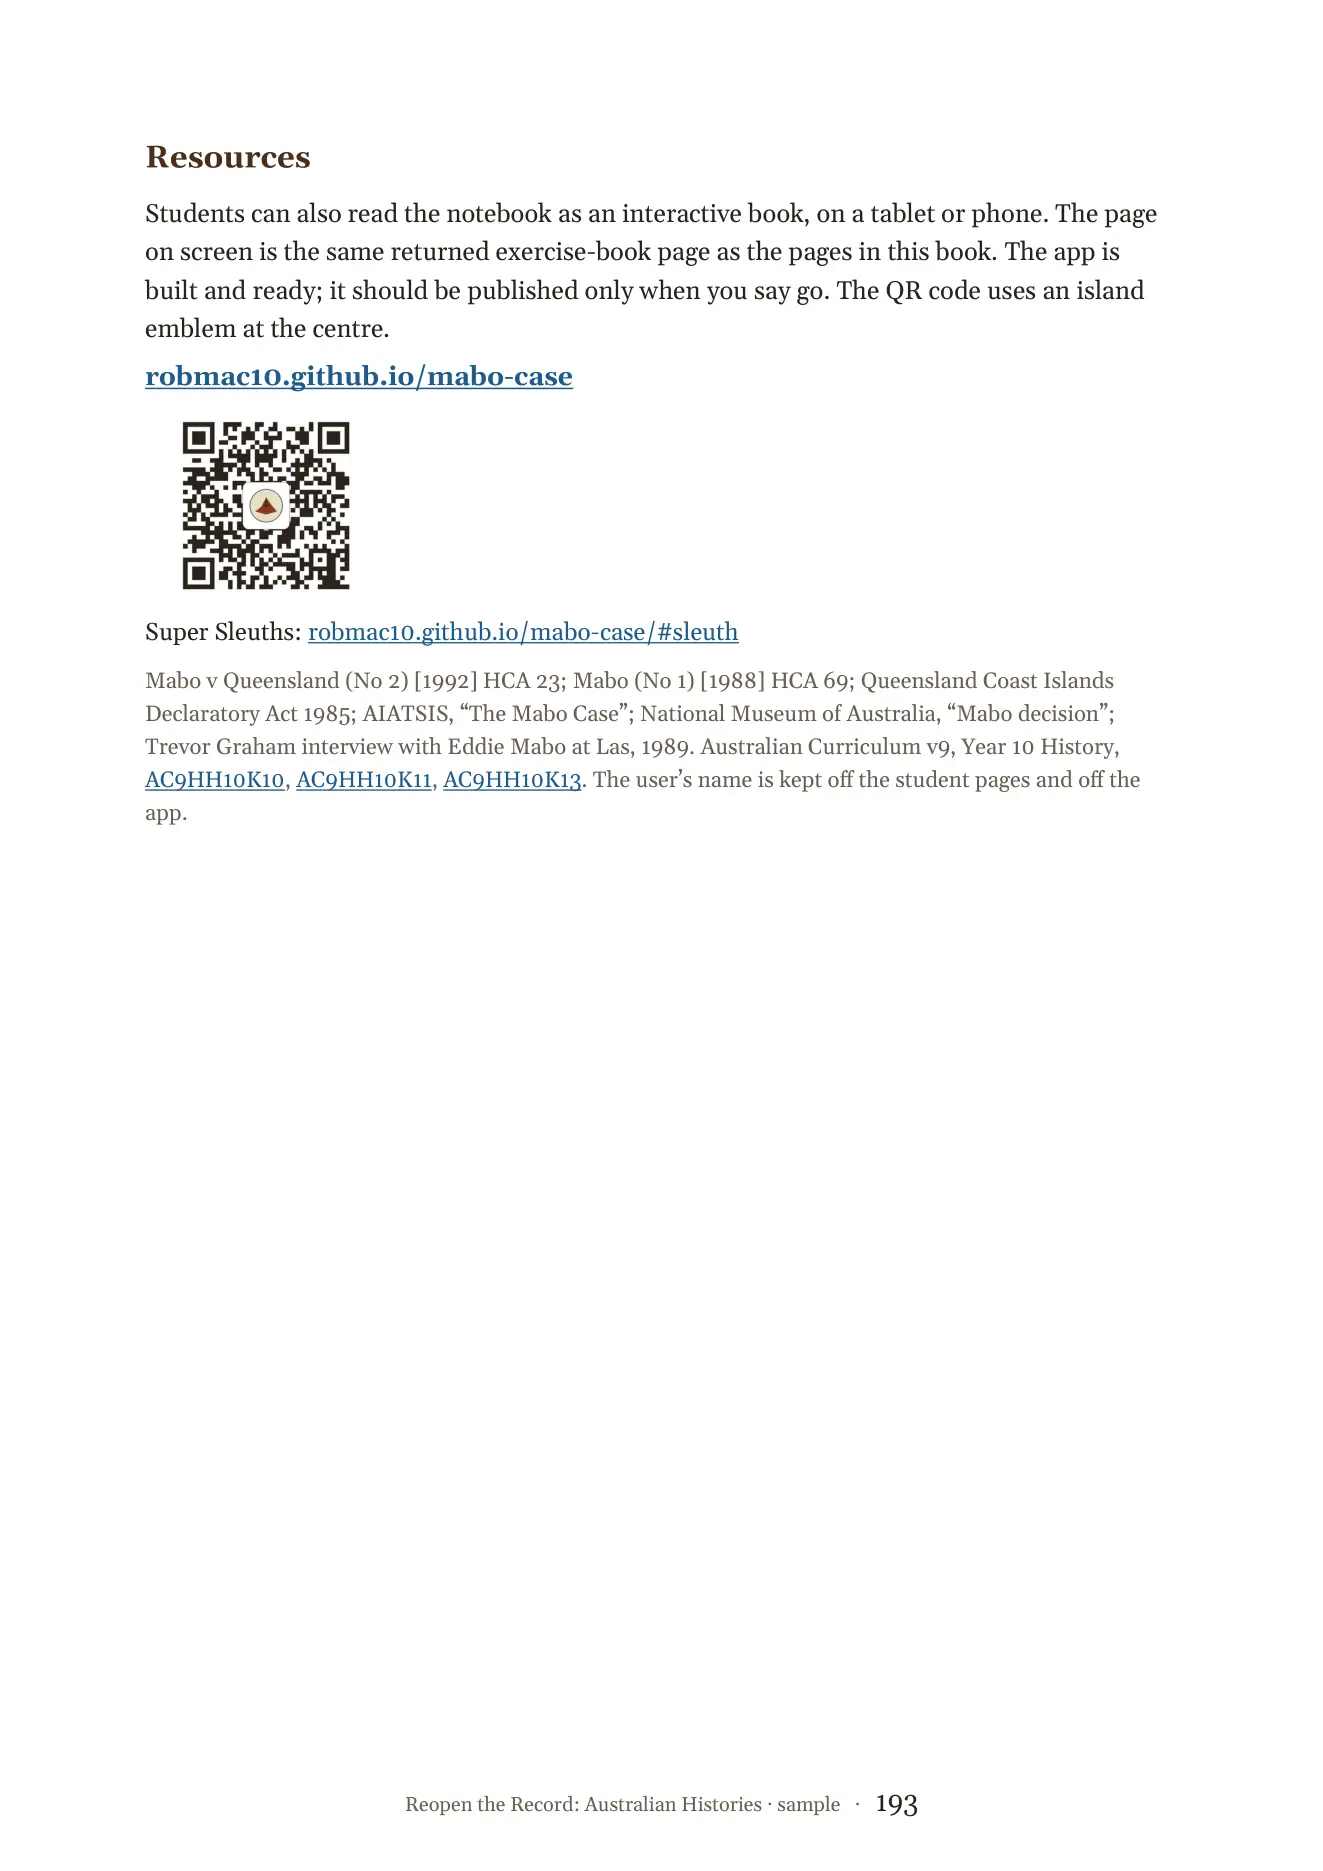 Resources
Students can also read the notebook as an interactive book, on a tablet or phone. The page
on screen is the same returned exercise-book page as the pages in this book. The app is
built and ready; it should be published only when you say go. The QR code uses an island
emblem at the centre.
robmac10.github.io/mabo-case
Super Sleuths: robmac10.github.io/mabo-case/#sleuth
Mabo v Queensland (No 2) [1992] HCA 23; Mabo (No 1) [1988] HCA 69; Queensland Coast Islands
Declaratory Act 1985; AIATSIS, “The Mabo Case”; National Museum of Australia, “Mabo decision”;
Trevor Graham interview with Eddie Mabo at Las, 1989. Australian Curriculum v9, Year 10 History,
AC9HH10K10, AC9HH10K11, AC9HH10K13. The user’s name is kept off the student pages and off the
app.
Reopen the Record: Australian Histories · sample · 193